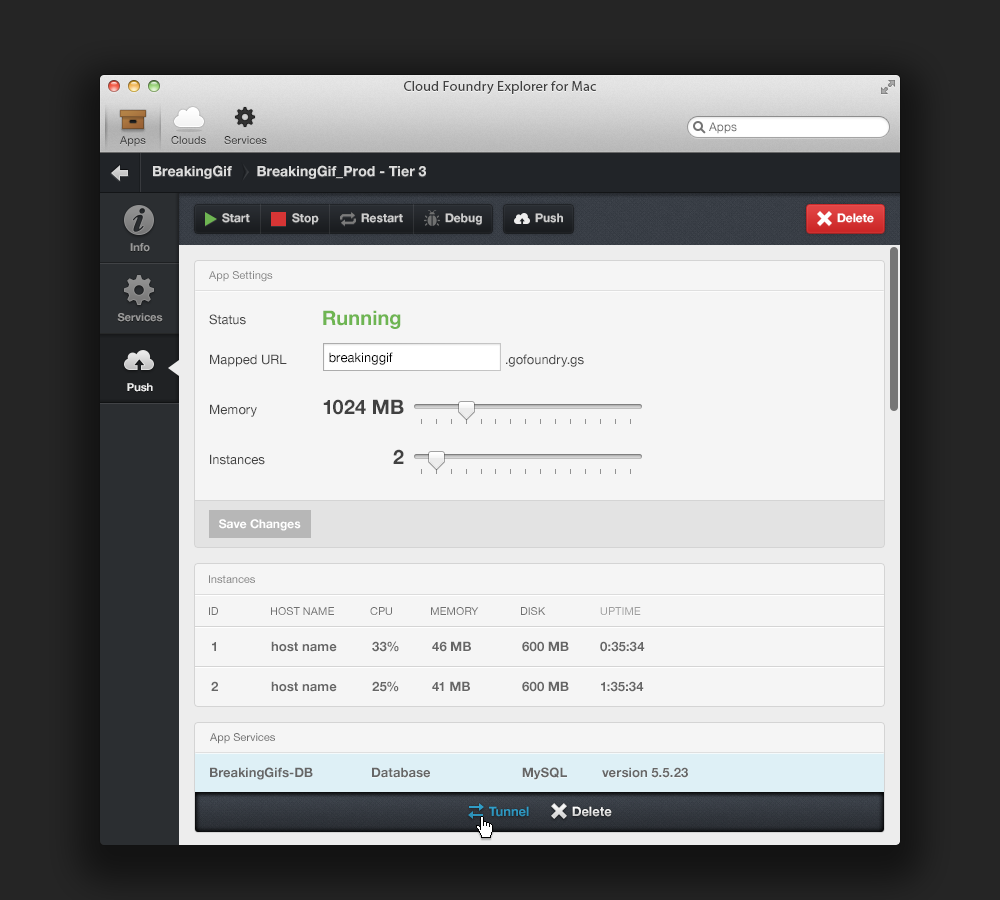 Cloud Foundry Explorer for Mac
Apps Clouds Services
Apps
BreakingGif BreakingGif_Prod - Tier 3
Info
Services
Push
Start Stop Restart Debug Push Delete
App Settings
Status Running
Mapped URL breakinggif .gofoundry.gs
Memory 1024 MB
Instances 2
Save Changes
Instances
ID HOST NAME CPU MEMORY DISK UPTIME
1 host name 33% 46 MB 600 MB 0:35:34
2 host name 25% 41 MB 600 MB 1:35:34
App Services
BreakingGifs-DB Database MySQL version 5.5.23
Tunnel Delete